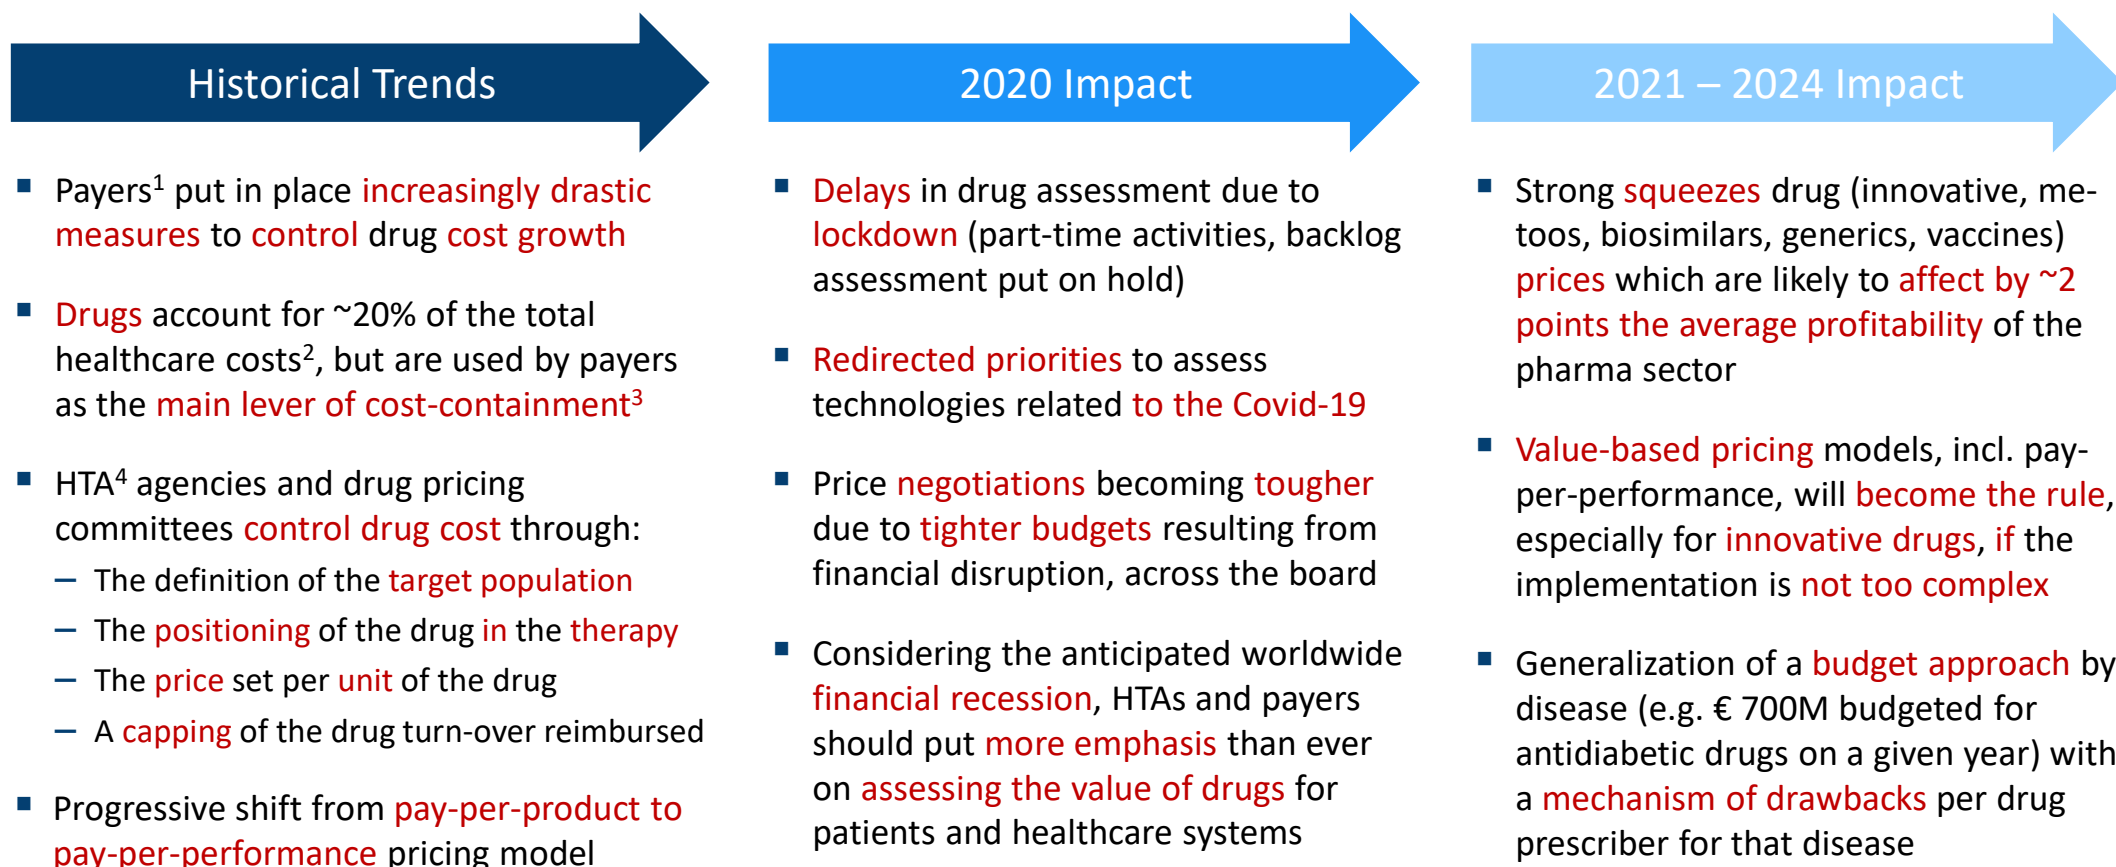 Historical Trends
▪ Payers¹ put in place increasingly drastic
measures to control drug cost growth
▪ Drugs account for ~20% of the total
healthcare costs², but are used by payers
as the main lever of cost-containment³
▪ HTA⁴ agencies and drug pricing
committees control drug cost through:
– The definition of the target population
– The positioning of the drug in the therapy
– The price set per unit of the drug
– A capping of the drug turn-over reimbursed
▪ Progressive shift from pay-per-product to
pay-per-performance pricing model
2020 Impact
▪ Delays in drug assessment due to
lockdown (part-time activities, backlog
assessment put on hold)
▪ Redirected priorities to assess
technologies related to the Covid-19
▪ Price negotiations becoming tougher
due to tighter budgets resulting from
financial disruption, across the board
▪ Considering the anticipated worldwide
financial recession, HTAs and payers
should put more emphasis than ever
on assessing the value of drugs for
patients and healthcare systems
2021 – 2024 Impact
▪ Strong squeezes drug (innovative, me-
toos, biosimilars, generics, vaccines)
prices which are likely to affect by ~2
points the average profitability of the
pharma sector
▪ Value-based pricing models, incl. pay-
per-performance, will become the rule,
especially for innovative drugs, if the
implementation is not too complex
▪ Generalization of a budget approach by
disease (e.g. € 700M budgeted for
antidiabetic drugs on a given year) with
a mechanism of drawbacks per drug
prescriber for that disease